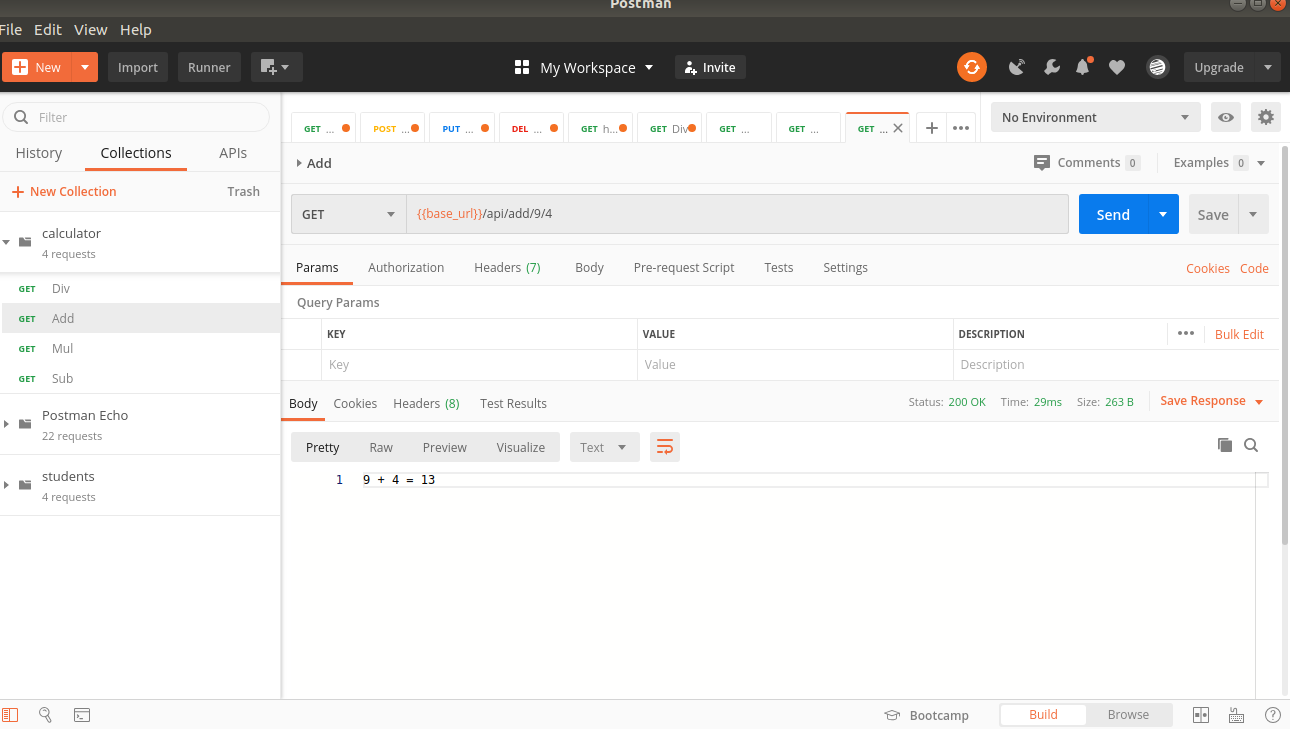 Postman
File Edit View Help
New Import Runner My Workspace Invite Upgrade
Filter
History Collections APIs
New Collection Trash
calculator
4 requests
GET Div
GET Add
GET Mul
GET Sub
Postman Echo
22 requests
students
4 requests
GET ... POST ... PUT ... DEL ... GET h... GET Div GET ... GET ... GET ... No Environment
Add Comments 0 Examples 0
GET {{base_url}}/api/add/9/4 Send Save
Params Authorization Headers (7) Body Pre-request Script Tests Settings Cookies Code
Query Params
KEY VALUE DESCRIPTION ••• Bulk Edit
Key Value Description
Body Cookies Headers (8) Test Results Status: 200 OK Time: 29ms Size: 263 B Save Response
Pretty Raw Preview Visualize Text
1 9 + 4 = 13
Bootcamp Build Browse